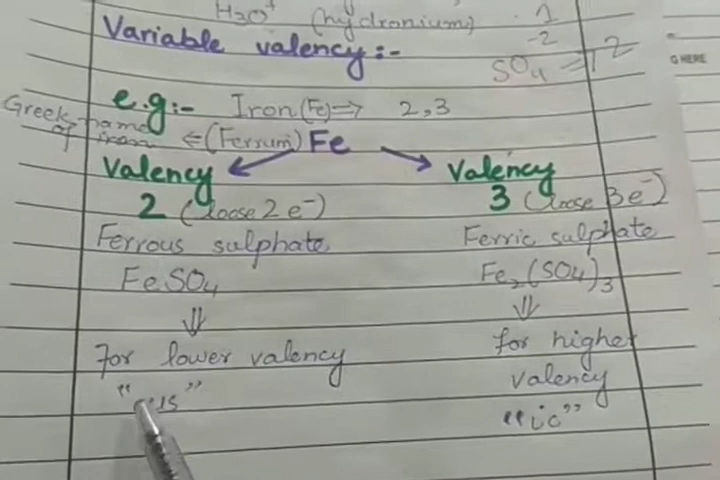 H₃O⁺ (hydronium) 1
Variable valency:-
-2
SO₄ = 2
G HERE
e.g:- Iron (Fe) ⇒ 2,3
Greek name of iron ⇐ (Ferrum) Fe
Valency 2 (loose 2 e⁻)
Valency 3 (loose 3 e⁻)
Ferrous sulphate
Ferric sulphate
FeSO₄
Fe₂(SO₄)₃
⇓ ⇓
for lower valency
for higher valency
"ous"
"ic"